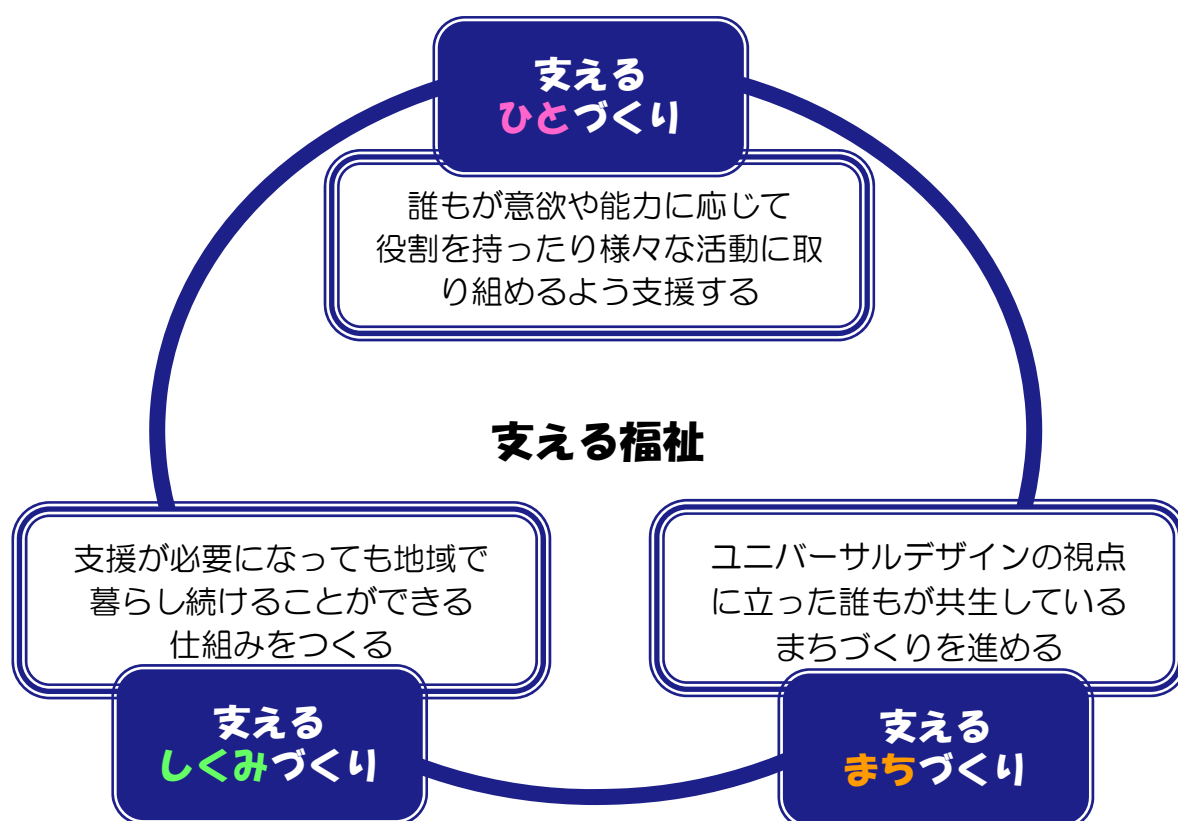 支える
ひとづくり
誰もが意欲や能力に応じて
役割を持ったり様々な活動に取
り組めるよう支援する
支える福祉
支援が必要になっても地域で
暮らし続けることができる
仕組みをつくる
支える
しくみづくり
ユニバーサルデザインの視点
に立った誰もが共生している
まちづくりを進める
支える
まちづくり